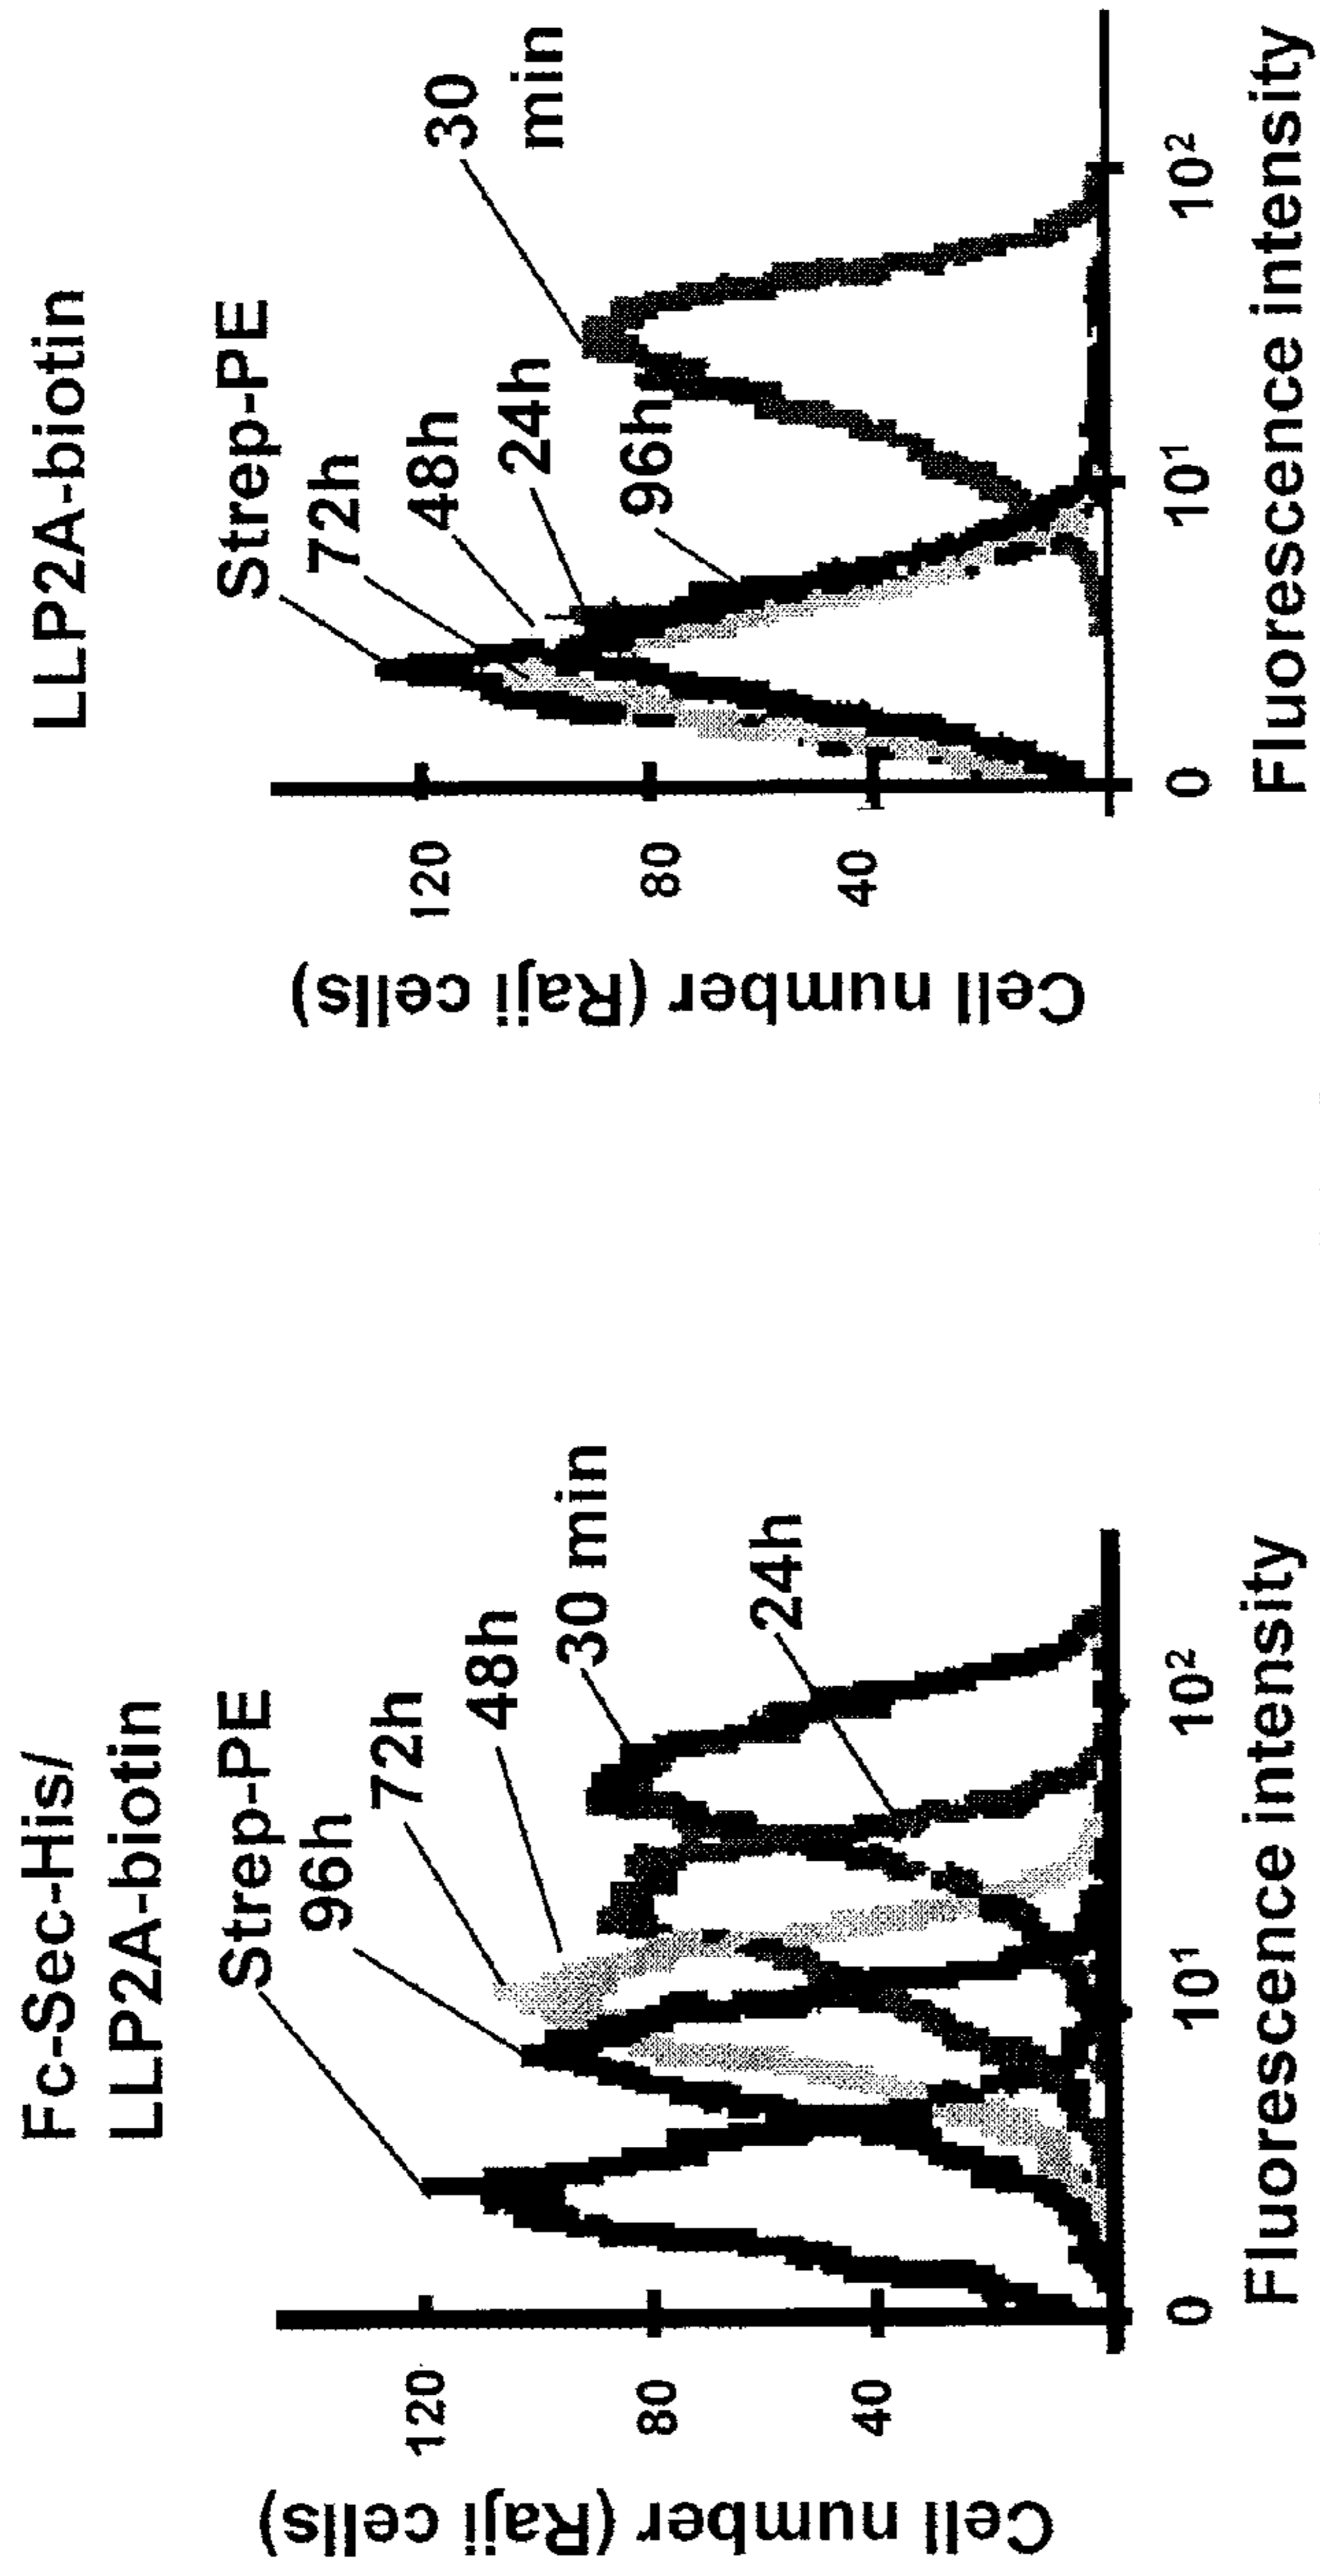 Fc-Sec-His/
LLP2A-biotin
Strep-PE
96h
72h
48h
30 min
24h
120
80
40
0
10¹
10²
Cell number (Raji cells)
Fluorescence intensity
LLP2A-biotin
Strep-PE
72h
48h
24h
96h
30
min
120
80
40
0
10¹
10²
Cell number (Raji cells)
Fluorescence intensity